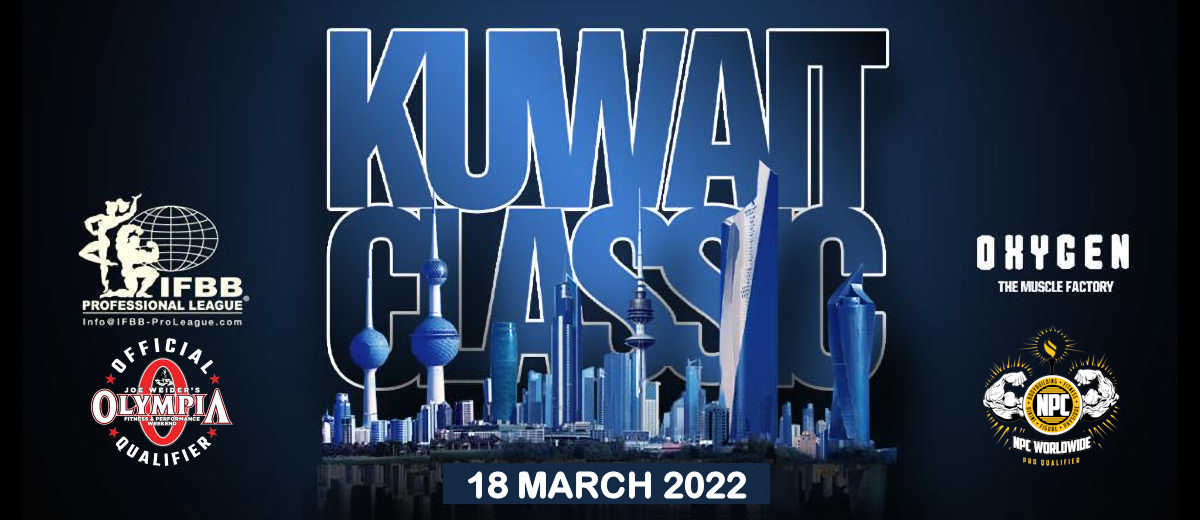 KUWAIT
CLASSIC
IFBB
PROFESSIONAL LEAGUE®
Info@IFBB-ProLeague.com
OFFICIAL
JOE WEIDER'S
OLYMPIA
FITNESS & PERFORMANCE
WEEKEND
QUALIFIER
OXYGEN
THE MUSCLE FACTORY
BODYBUILDING • FITNESS
NPC
FIGURE • PHYSIQUE
NPC WORLDWIDE
PRO QUALIFIER
18 MARCH 2022